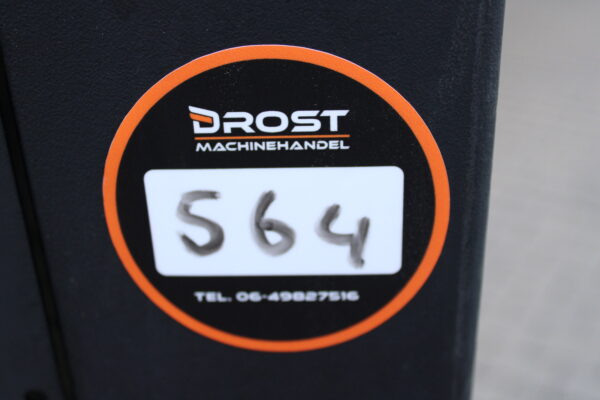 DROST
MACHINEHANDEL
564
TEL. 06-49827516